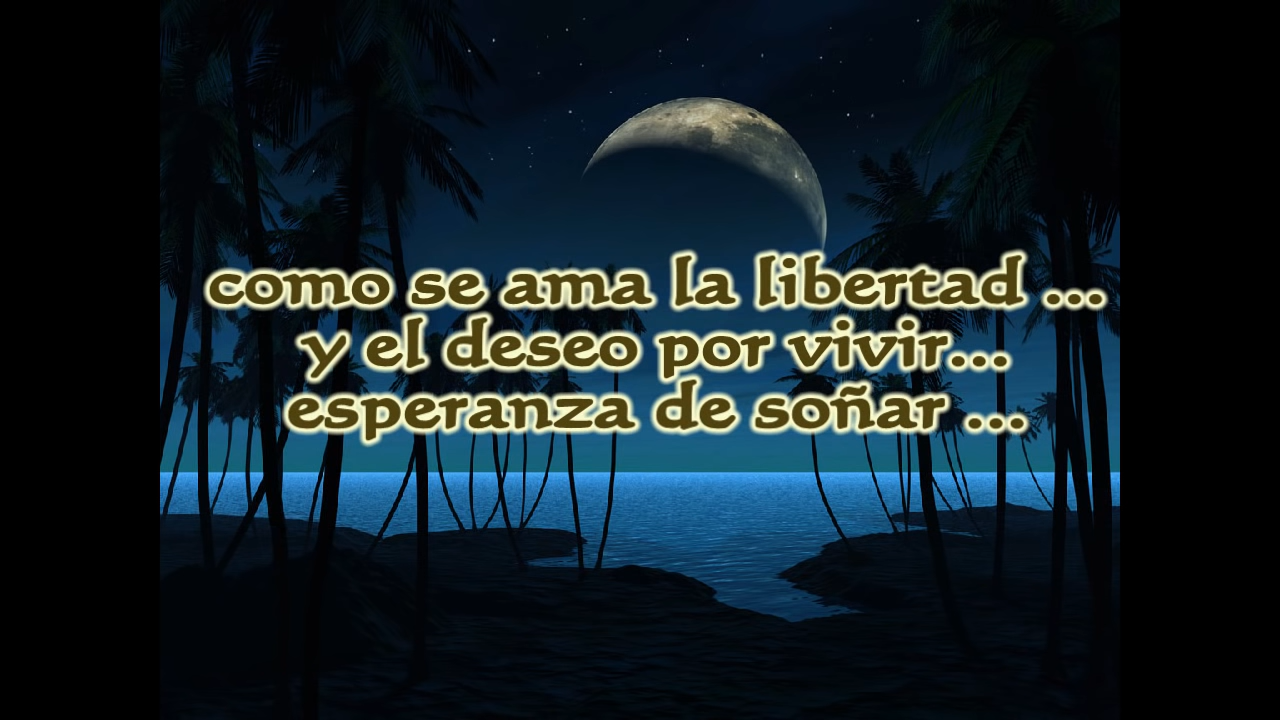 como se ama la libertad ...
y el deseo por vivir...
esperanza de soñar ...